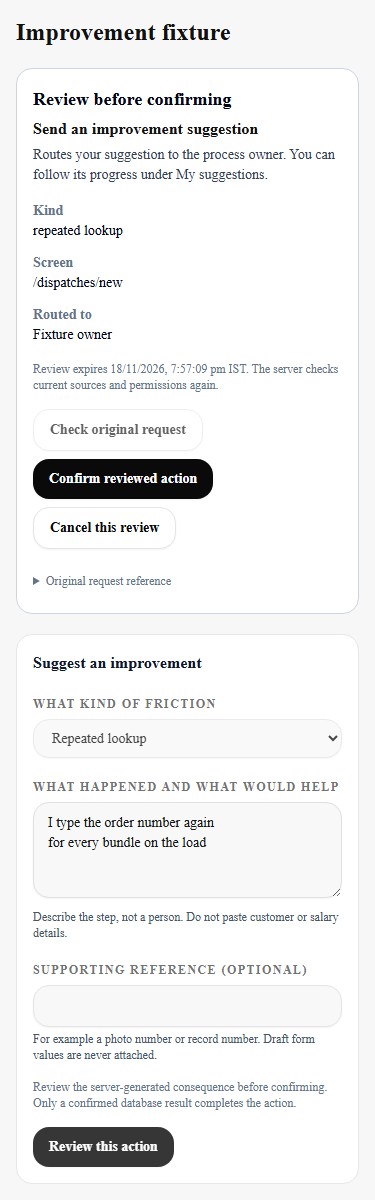 Improvement fixture
Review before confirming
Send an improvement suggestion
Routes your suggestion to the process owner. You can
follow its progress under My suggestions.
Kind
repeated lookup
Screen
/dispatches/new
Routed to
Fixture owner
Review expires 18/11/2026, 7:57:09 pm IST. The server checks
current sources and permissions again.
Check original request
Confirm reviewed action
Cancel this review
Original request reference
Suggest an improvement
WHAT KIND OF FRICTION
Repeated lookup
WHAT HAPPENED AND WHAT WOULD HELP
I type the order number again
for every bundle on the load
Describe the step, not a person. Do not paste customer or salary
details.
SUPPORTING REFERENCE (OPTIONAL)
For example a photo number or record number. Draft form
values are never attached.
Review the server-generated consequence before confirming.
Only a confirmed database result completes the action.
Review this action